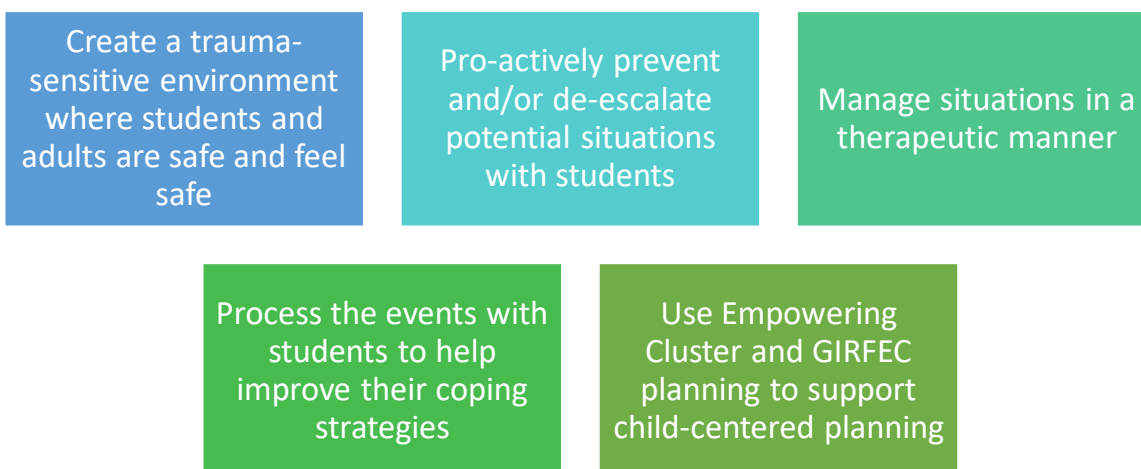 Create a trauma-
sensitive environment
where students and
adults are safe and feel
safe
Pro-actively prevent
and/or de-escalate
potential situations
with students
Manage situations in a
therapeutic manner
Process the events with
students to help
improve their coping
strategies
Use Empowering
Cluster and GIRFEC
planning to support
child-centered planning